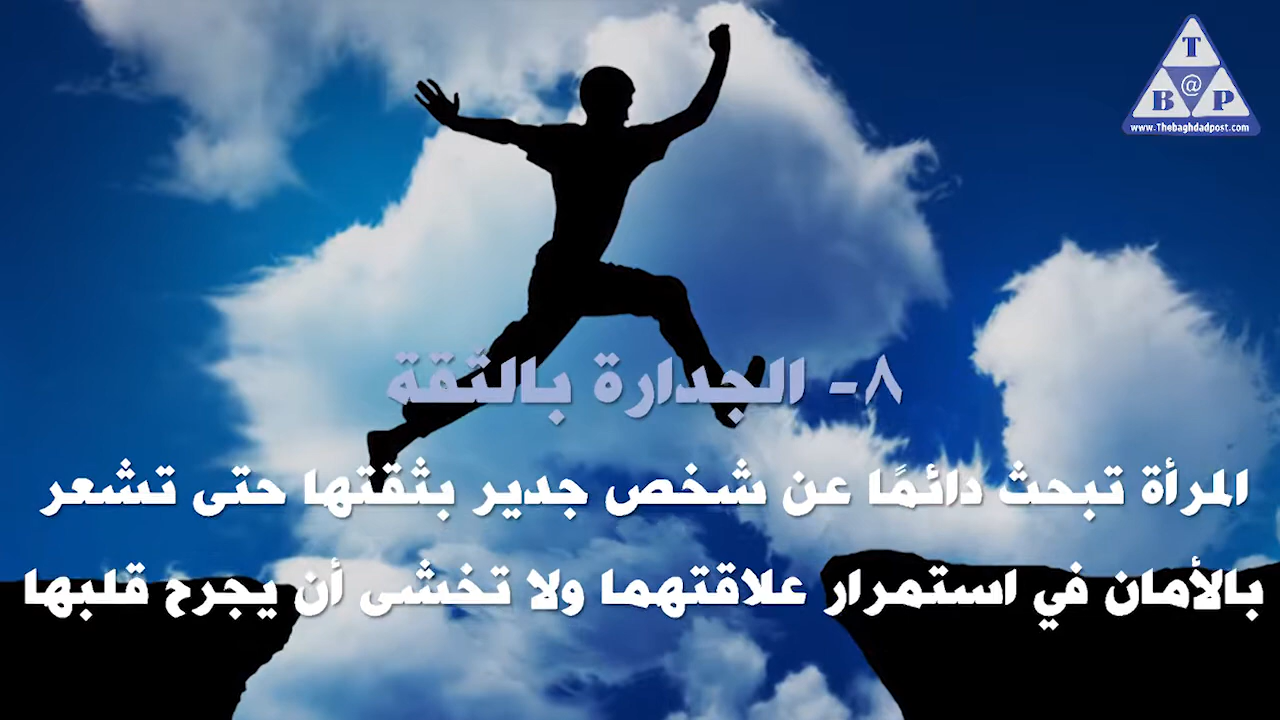 T
@
B P
www.Thebaghdadpost.com
٨- الجدارة بالثقة
المرأة تبحث دائمًا عن شخص جدير بثقتها حتى تشعر
بالأمان في استمرار علاقتهما ولا تخشى أن يجرح قلبها